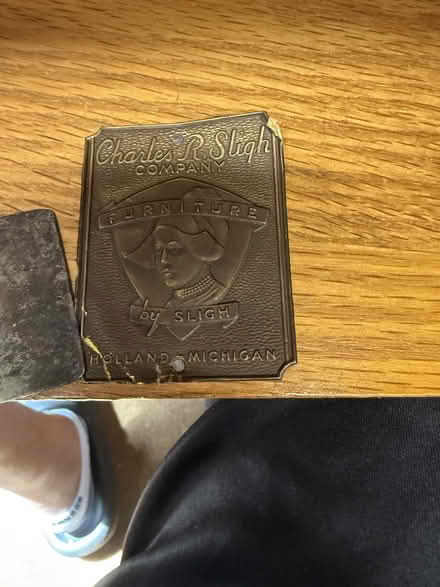 Charles R. Sligh
COMPANY
FURNITURE
by SLIGH
HOLLAND-MICHIGAN